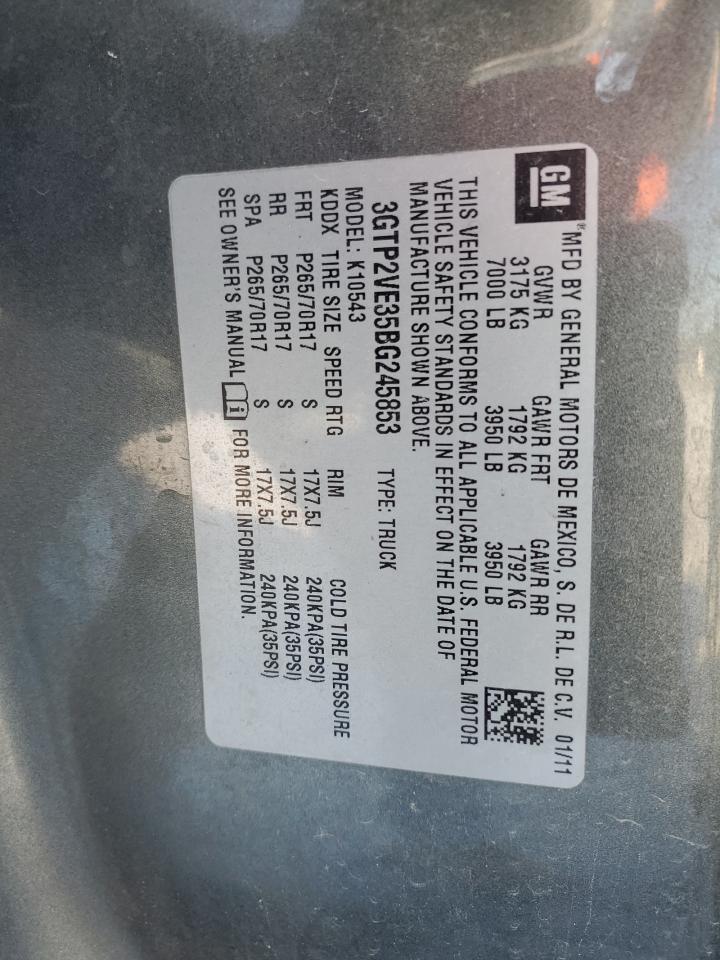 GM ®MFD BY GENERAL MOTORS DE MEXICO, S. DE R.L. DE C.V. 01/11
GVWR GAWR FRT GAWR RR
3175 KG 1792 KG 1792 KG
7000 LB 3950 LB 3950 LB
THIS VEHICLE CONFORMS TO ALL APPLICABLE U.S. FEDERAL MOTOR
VEHICLE SAFETY STANDARDS IN EFFECT ON THE DATE OF
MANUFACTURE SHOWN ABOVE.
3GTP2VE35BG245853 TYPE: TRUCK
MODEL: K10543
KDDX TIRE SIZE SPEED RTG RIM COLD TIRE PRESSURE
FRT P265/70R17 S 17X7.5J 240KPA(35PSI)
RR P265/70R17 S 17X7.5J 240KPA(35PSI)
SPA P265/70R17 S 17X7.5J 240KPA(35PSI)
SEE OWNER'S MANUAL FOR MORE INFORMATION.